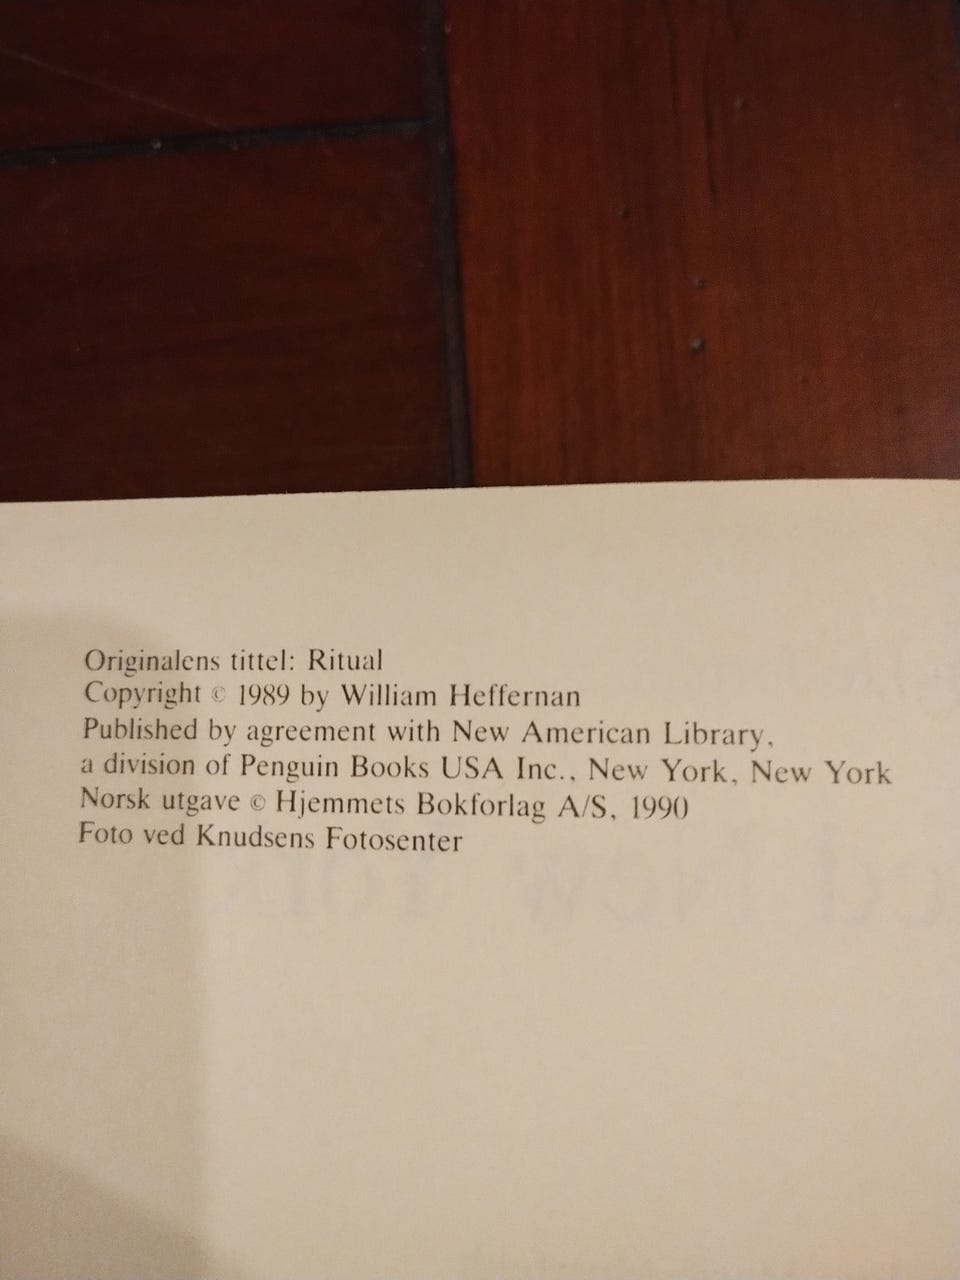 Originalens tittel: Ritual
Copyright © 1989 by William Heffernan
Published by agreement with New American Library,
a division of Penguin Books USA Inc., New York, New York
Norsk utgave © Hjemmets Bokforlag A/S, 1990
Foto ved Knudsens Fotosenter